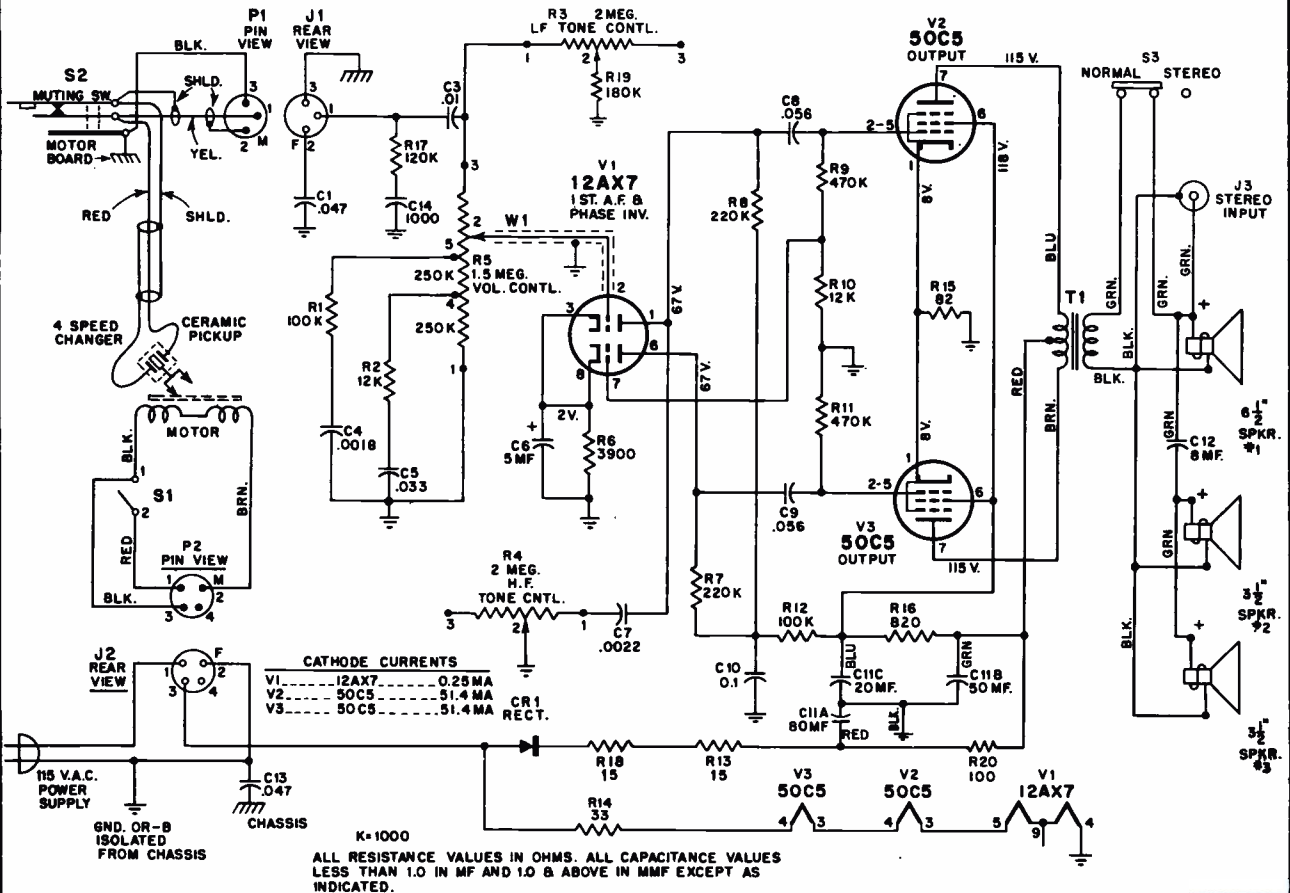 P1
PIN
VIEW
J1
REAR
VIEW
BLK.
S2
MUTING SW.
SHLD.
3
1
2
M
YEL.
MOTOR
BOARD
RED
SHLD.
3
1
F
2
C1
.047
R17
120K
C14
1000
C3
.01
R3
2 MEG.
LF TONE CONTL.
1
2
3
R19
180K
3
2
W1
5
R5
1.5 MEG.
VOL. CONTL.
250K
4
250K
1
R1
100K
R2
12K
C4
.0018
C5
.033
V1
12AX7
1 ST. A.F. &
PHASE INV.
2
3
1
6
8
7
67 V.
67 V.
2V.
+
C6
5 MF
R6
3900
C8
.056
R8
220K
R9
470K
R10
12K
R11
470K
C9
.056
R7
220K
V2
50C5
OUTPUT
7
115 V.
2-5
6
1
8V.
118 V.
R15
82
8V.
1
2-5
6
V3
50C5
OUTPUT
7
115 V.
BLU
RED
BRN.
T1
S3
NORMAL
STEREO
GRN.
GRN.
BLK.
BLK.
J3
STEREO
INPUT
GRN.
+
6 1/2"
SPKR.
#1
GRN
C12
8MF.
+
3 1/2"
SPKR.
#2
GRN
BLK.
+
3 1/2"
SPKR.
#3
4 SPEED
CHANGER
CERAMIC
PICKUP
MOTOR
BLK.
1
S1
2
BRN.
RED
P2
PIN VIEW
1
M
2
3
4
BLK.
J2
REAR
VIEW
1
F
2
3
4
R4
2 MEG.
H.F.
TONE CNTL.
3
2
1
C7
.0022
R12
100K
R16
820
C10
0.1
BLU
C11C
20MF.
GRN
C11B
50 MF.
C11A
80MF
RED
BLK.
CATHODE CURRENTS
V1 12AX7 0.25 MA
V2 50C5 51.4 MA
V3 50C5 51.4 MA
CR1
RECT.
R18
15
R13
15
R20
100
115 V.A.C.
POWER
SUPPLY
C13
.047
CHASSIS
GND. OR-B
ISOLATED
FROM CHASSIS
R14
33
V3
50C5
4
3
V2
50C5
4
3
V1
12AX7
5
9
4
K=1000
ALL RESISTANCE VALUES IN OHMS. ALL CAPACITANCE VALUES
LESS THAN 1.0 IN MF AND 1.0 & ABOVE IN MMF EXCEPT AS
INDICATED.